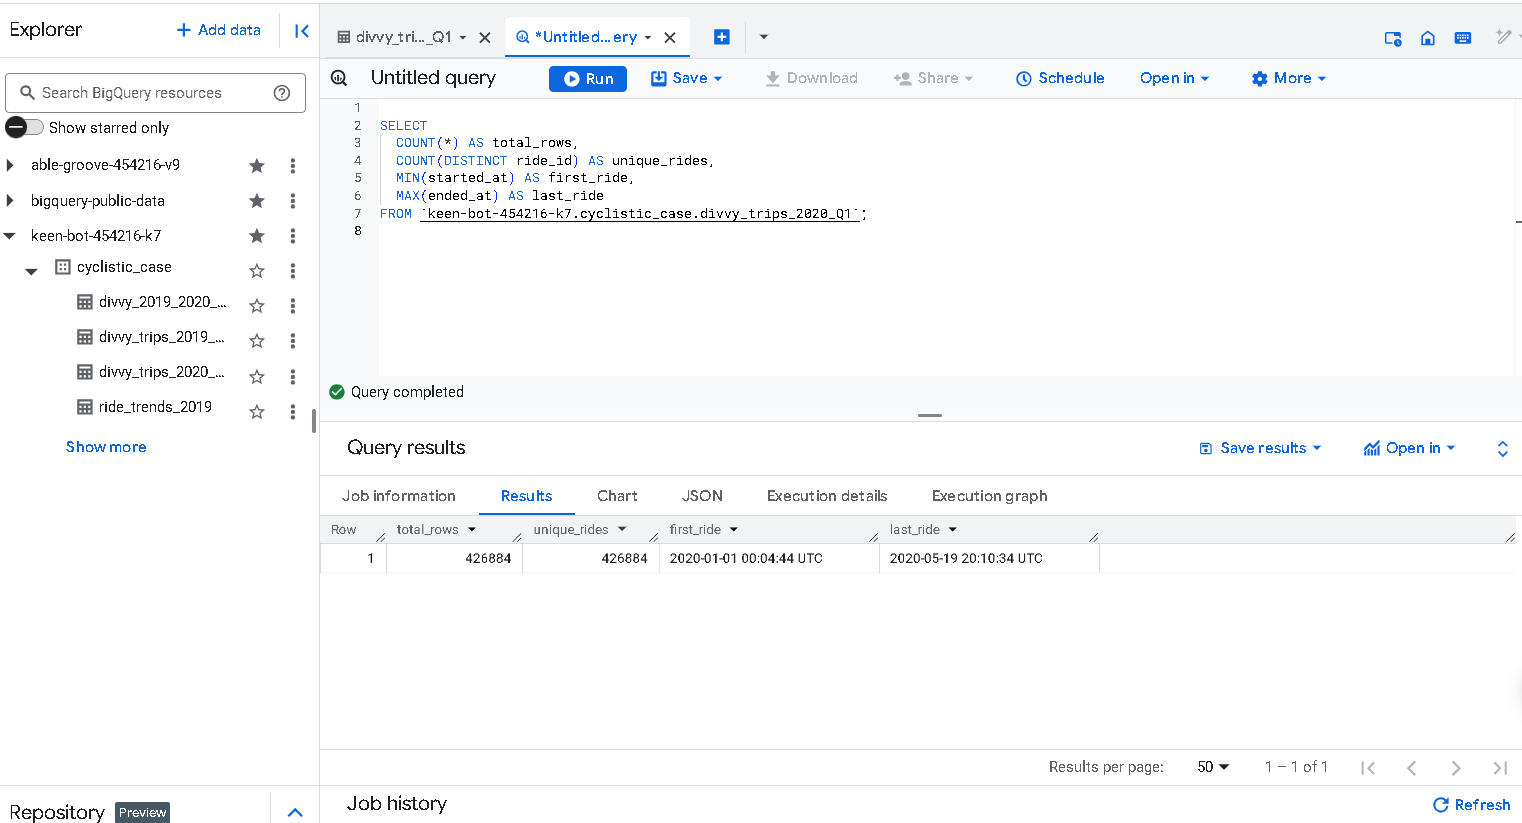 Explorer
+ Add data
Search BigQuery resources
Show starred only
able-groove-454216-v9
bigquery-public-data
keen-bot-454216-k7
cyclistic_case
divvy_2019_2020_...
divvy_trips_2019_...
divvy_trips_2020_...
ride_trends_2019
Show more
Repository Preview
divvy_tri..._Q1
*Untitled... ery
Untitled query
Run
Save
Download
Share
Schedule
Open in
More
1
2 SELECT
3 COUNT(*) AS total_rows,
4 COUNT(DISTINCT ride_id) AS unique_rides,
5 MIN(started_at) AS first_ride,
6 MAX(ended_at) AS last_ride
7 FROM `keen-bot-454216-k7.cyclistic_case.divvy_trips_2020_Q1`;
8
Query completed
Query results
Save results
Open in
Job information Results Chart JSON Execution details Execution graph
Row total_rows unique_rides first_ride last_ride
1 426884 426884 2020-01-01 00:04:44 UTC 2020-05-19 20:10:34 UTC
Results per page: 50 1 – 1 of 1
Job history
Refresh